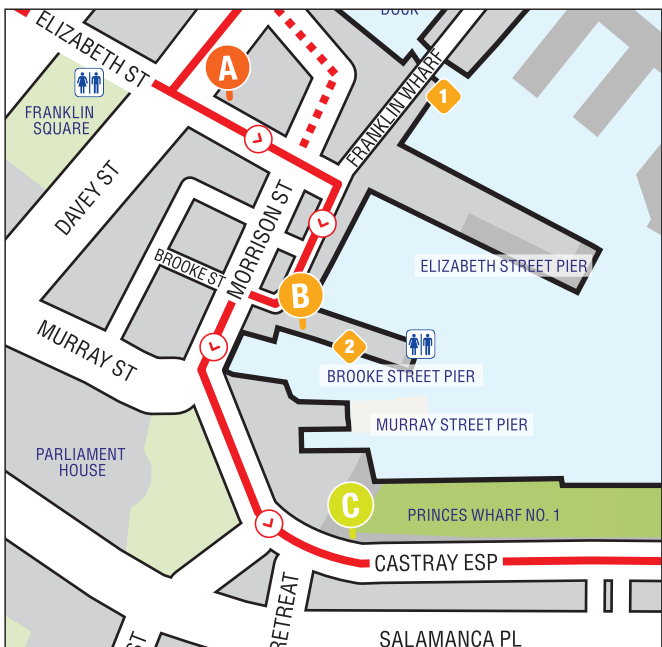 DOCK
ELIZABETH ST
A
1
FRANKLIN
SQUARE
FRANKLIN WHARF
DAVEY ST
MORRISON ST
BROOKE ST
ELIZABETH STREET PIER
B
2
MURRAY ST
BROOKE STREET PIER
MURRAY STREET PIER
PARLIAMENT
HOUSE
C
PRINCES WHARF NO. 1
CASTRAY ESP
RETREAT
ST
SALAMANCA PL